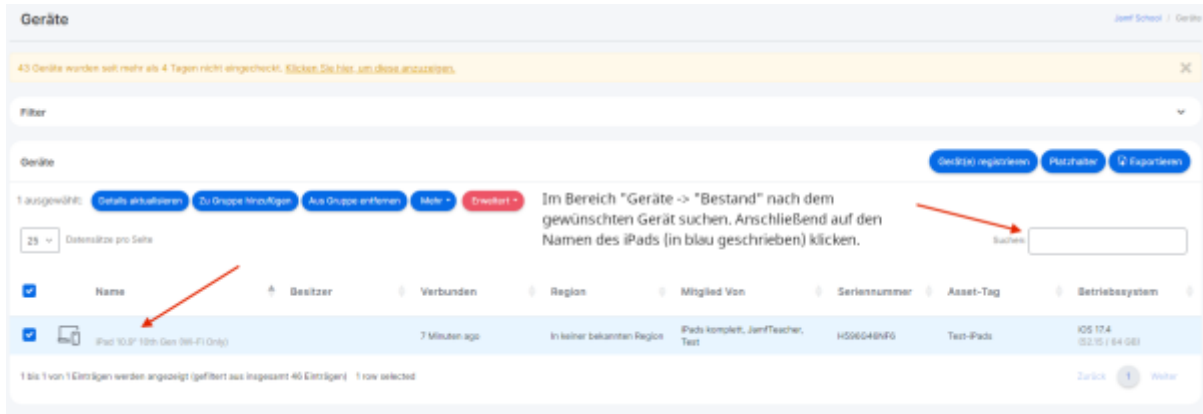 Geräte
Jamf School / Geräte
43 Geräte wurden seit mehr als 4 Tagen nicht eingecheckt. Klicken Sie hier, um diese anzuzeigen.
Filter
Geräte
Gerät(e) registrieren Platzhalter Exportieren
1 ausgewählt: Details aktualisieren Zu Gruppe hinzufügen Aus Gruppe entfernen Mehr Erweitert
Im Bereich "Geräte -> "Bestand" nach dem
gewünschten Gerät suchen. Anschließend auf den
Namen des iPads (in blau geschrieben) klicken.
25 Datensätze pro Seite
Suchen:
Name Besitzer Verbunden Region Mitglied Von Seriennummer Asset-Tag Betriebssystem
iPad 10.9" 10th Gen (Wi-Fi Only) 7 Minuten ago In keiner bekannten Region iPads komplett, JamfTeacher, Test Test-iPads iOS 17.4 (52.15 / 64 GB)
1 bis 1 von 1 Einträgen werden angezeigt (gefiltert aus insgesamt 46 Einträgen) 1 row selected
Zurück 1 Weiter